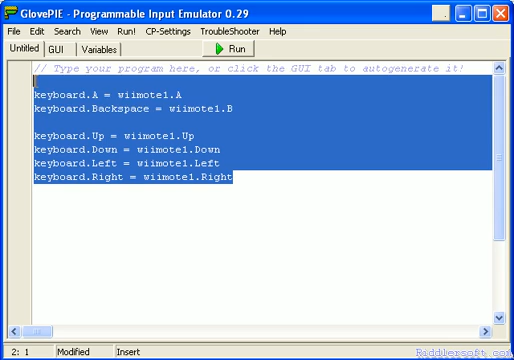 GlovePIE - Programmable Input Emulator 0.29
File Edit Search View Run! CP-Settings TroubleShooter Help
Untitled GUI Variables Run
// Type your program here, or click the GUI tab to autogenerate it!
keyboard.A = wiimote1.A
keyboard.Backspace = wiimote1.B
keyboard.Up = wiimote1.Up
keyboard.Down = wiimote1.Down
keyboard.Left = wiimote1.Left
keyboard.Right = wiimote1.Right
2: 1 Modified Insert
Riddlersoft.com